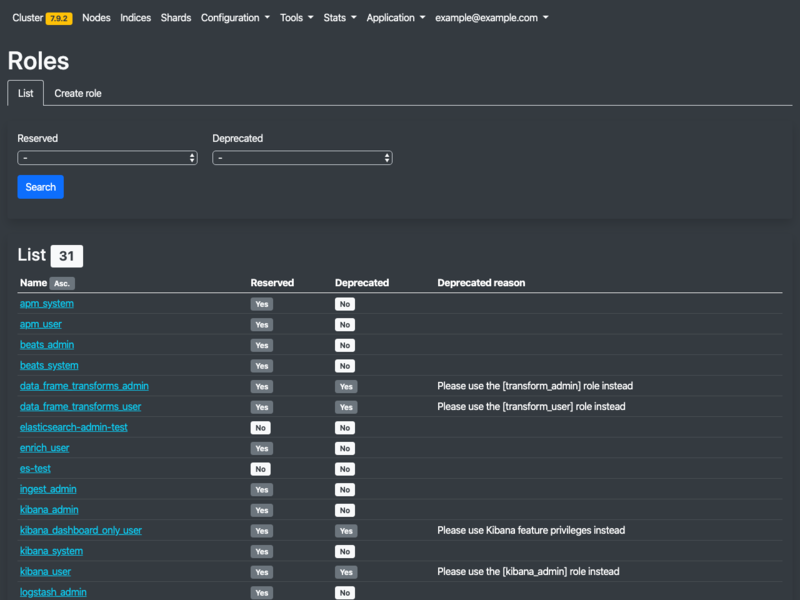 Cluster 7.9.2 Nodes Indices Shards Configuration Tools Stats Application example@example.com
Roles
List Create role
Reserved Deprecated
- -
Search
List 31
Name Asc. Reserved Deprecated Deprecated reason
apm_system Yes No
apm_user Yes No
beats_admin Yes No
beats_system Yes No
data_frame_transforms_admin Yes Yes Please use the [transform_admin] role instead
data_frame_transforms_user Yes Yes Please use the [transform_user] role instead
elasticsearch-admin-test No No
enrich_user Yes No
es-test No No
ingest_admin Yes No
kibana_admin Yes No
kibana_dashboard_only_user Yes Yes Please use Kibana feature privileges instead
kibana_system Yes No
kibana_user Yes Yes Please use the [kibana_admin] role instead
logstash_admin Yes No